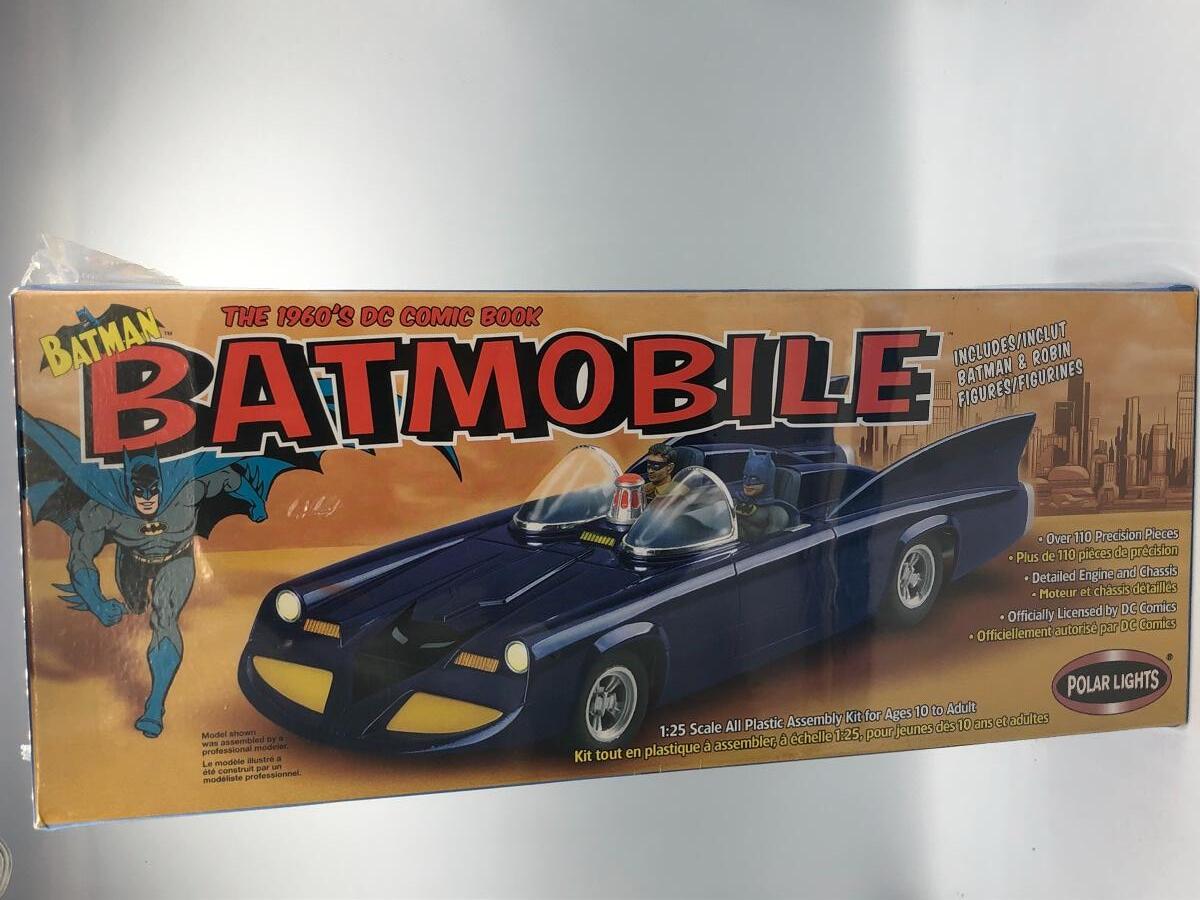 BATMAN™
THE 1960'S DC COMIC BOOK
BATMOBILE™
INCLUDES/INCLUT
BATMAN & ROBIN
FIGURES/FIGURINES
• Over 110 Precision Pieces
• Plus de 110 pièces de précision
• Detailed Engine and Chassis
• Moteur et châssis détaillés
• Officially Licensed by DC Comics
• Officiellement autorisé par DC Comics
POLAR LIGHTS®
1:25 Scale All Plastic Assembly Kit for Ages 10 to Adult
Kit tout en plastique à assembler, à échelle 1:25, pour jeunes dès 10 ans et adultes
Model shown
was assembled by a
professional modeler.
Le modèle illustré a
été construit par un
modéliste professionnel.